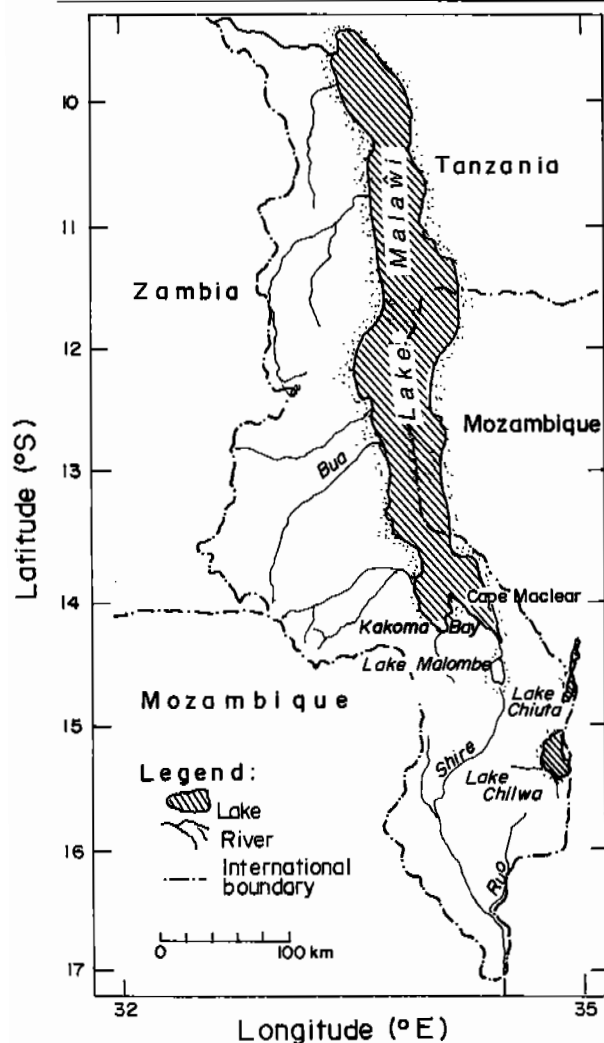 10
11
12
13
14
15
16
17
Latitude (°S)
Tanzania
Lake Malaŵi
Zambia
Mozambique
Bua
Cape Maclear
Kakoma Bay
Lake Malombe
Mozambique
Lake
Chiuta
Shire
Lake
Chilwa
Ruo
Legend:
Lake
River
International
boundary
0 100 km
32 35
Longitude (°E)